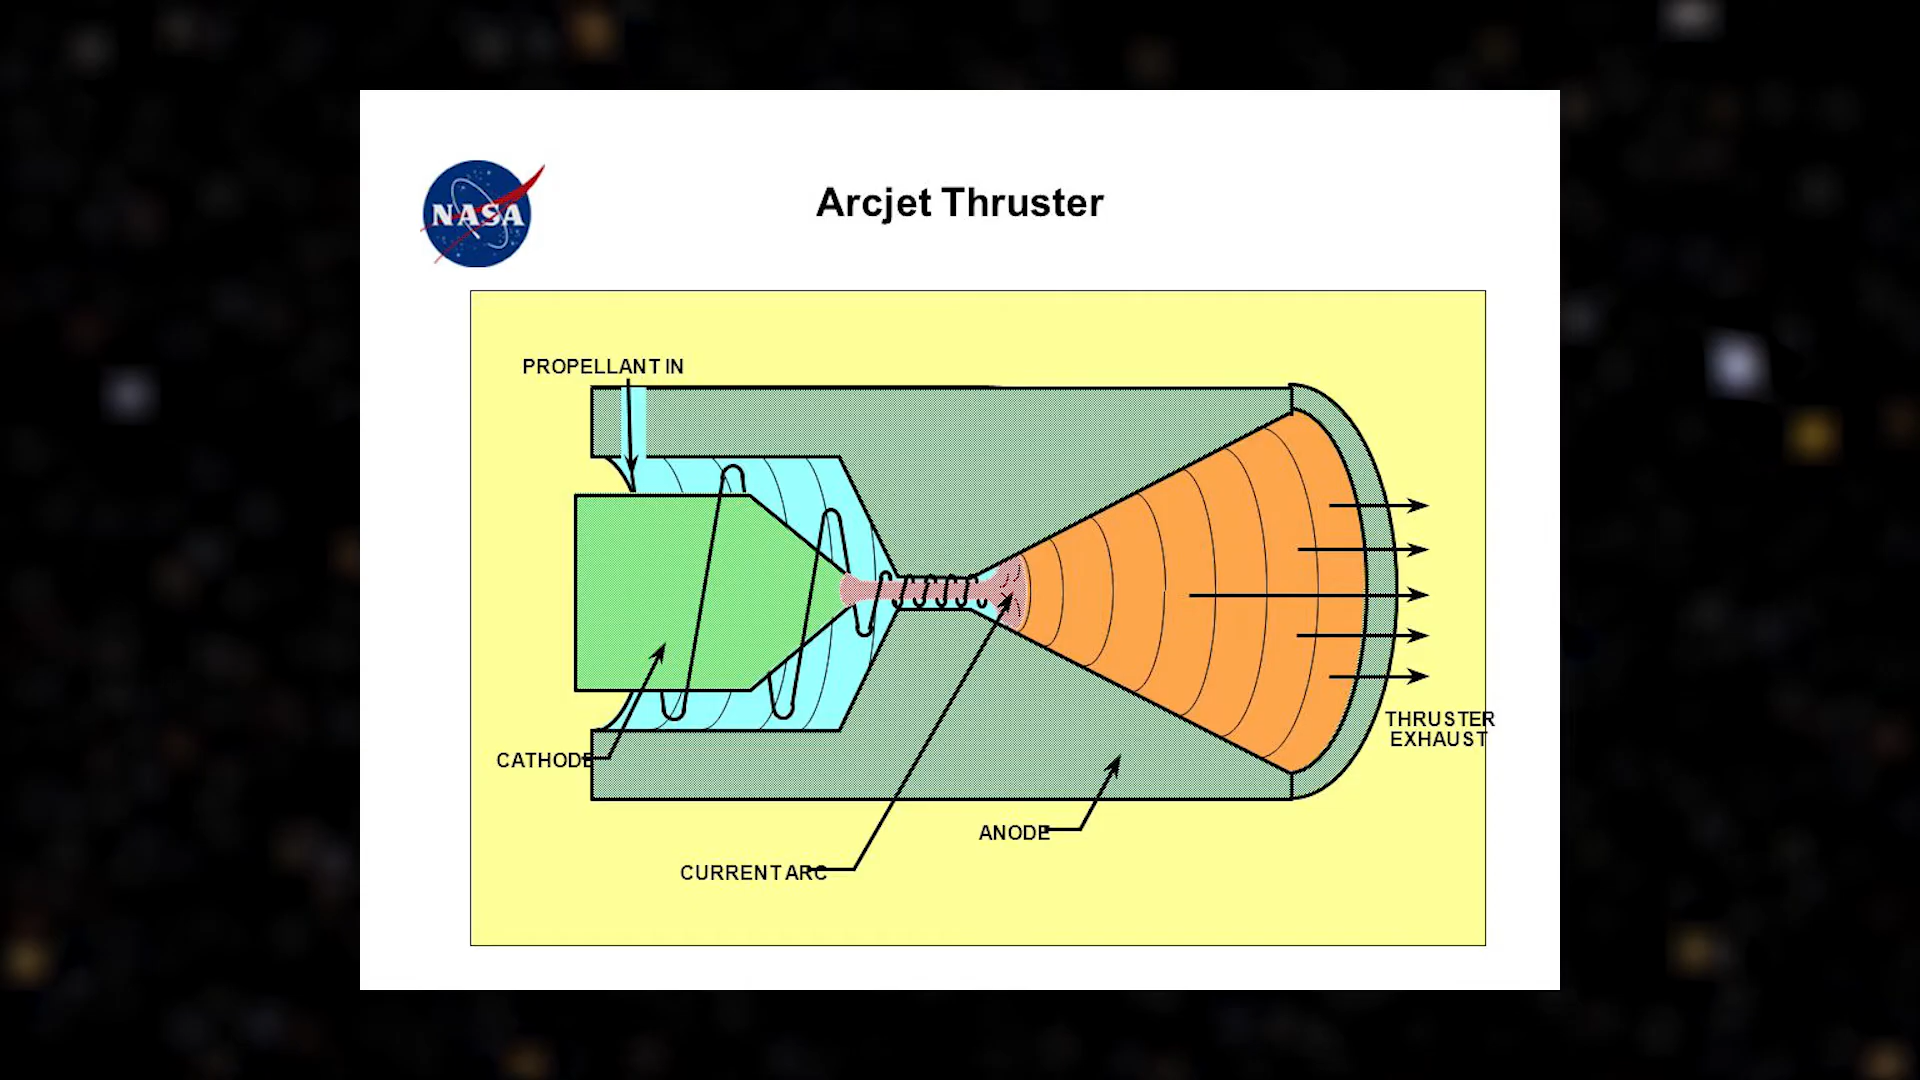 NASA
Arcjet Thruster
PROPELLANT IN
THRUSTER
EXHAUST
CATHODE
ANODE
CURRENT ARC